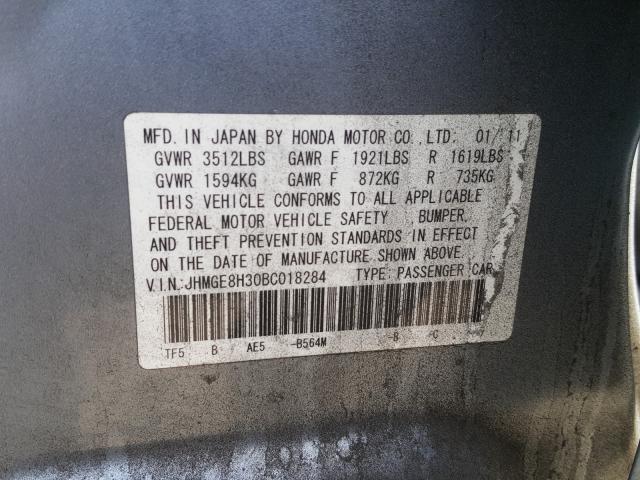 MFD. IN JAPAN BY HONDA MOTOR CO.,LTD. 01/'11
GVWR 3512LBS GAWR F 1921LBS R 1619LBS
GVWR 1594KG GAWR F 872KG R 735KG
THIS VEHICLE CONFORMS TO ALL APPLICABLE
FEDERAL MOTOR VEHICLE SAFETY , BUMPER,
AND THEFT PREVENTION STANDARDS IN EFFECT
ON THE DATE OF MANUFACTURE SHOWN ABOVE.
V.I.N.:JHMGE8H30BC018284 TYPE: PASSENGER CAR
TF5 B AE5 -B564M -8 -C